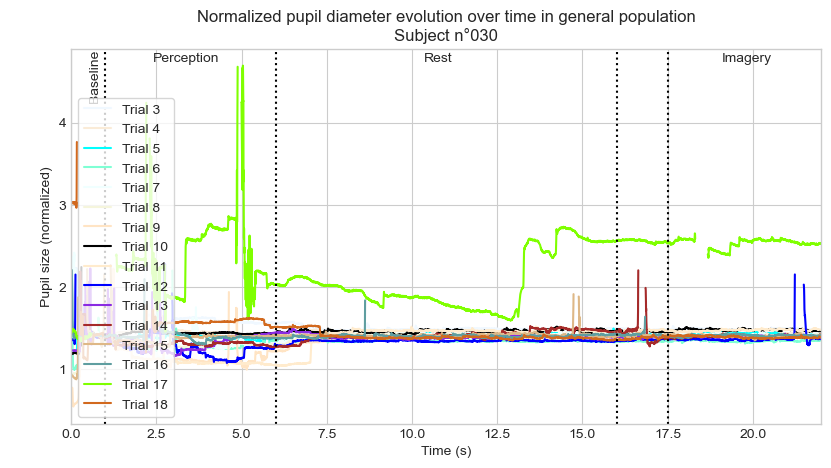 Normalized pupil diameter evolution over time in general population
Subject n°030
Baseline
Perception
Rest
Imagery
Trial 3
Trial 4
Trial 5
Trial 6
Trial 7
Trial 8
Trial 9
Trial 10
Trial 11
Trial 12
Trial 13
Trial 14
Trial 15
Trial 16
Trial 17
Trial 18
Pupil size (normalized)
4
3
2
1
0.0 2.5 5.0 7.5 10.0 12.5 15.0 17.5 20.0
Time (s)